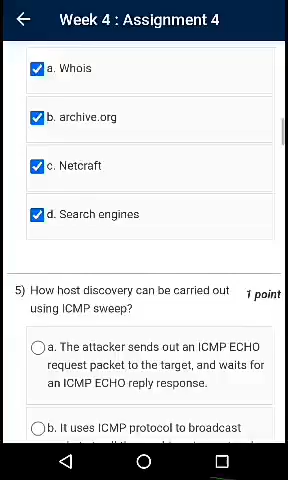 Week 4 : Assignment 4
a. Whois
b. archive.org
c. Netcraft
d. Search engines
5) How host discovery can be carried out
1 point
using ICMP sweep?
a. The attacker sends out an ICMP ECHO
request packet to the target, and waits for
an ICMP ECHO reply response.
b. It uses ICMP protocol to broadcast